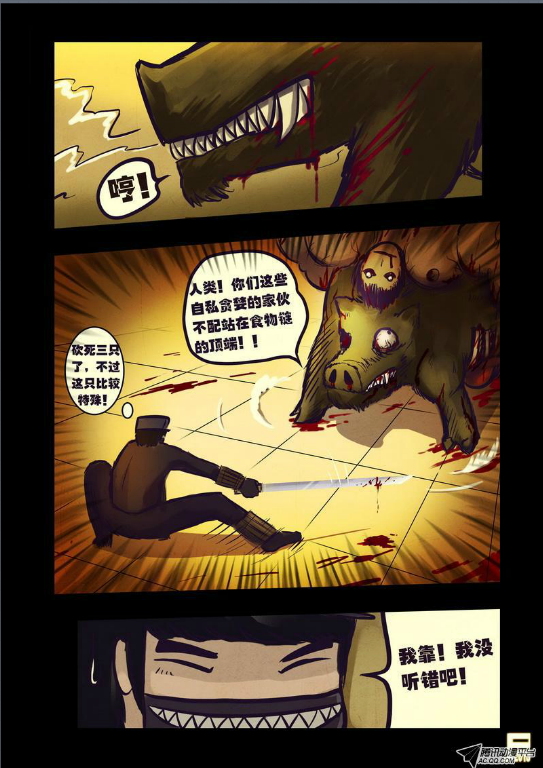 哼！
人类！你们这些
自私贪婪的家伙
不配站在食物链
的顶端！！
砍死三只
了，不过
这只比较
特殊！
我靠！我没
听错吧！
腾讯动漫平台
AC.QQ.COM